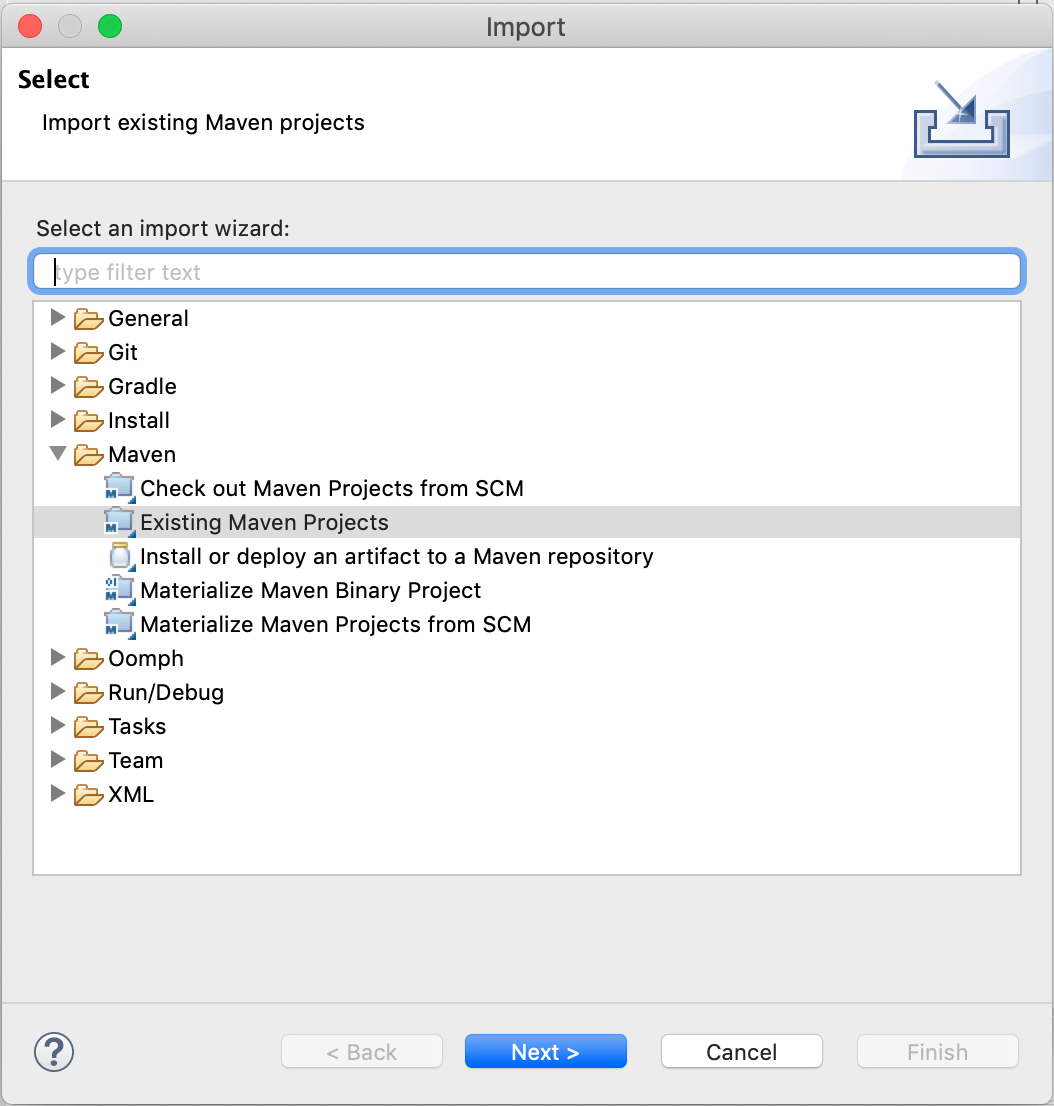 Import
Select
Import existing Maven projects
Select an import wizard:
type filter text
General
Git
Gradle
Install
Maven
Check out Maven Projects from SCM
Existing Maven Projects
Install or deploy an artifact to a Maven repository
Materialize Maven Binary Project
Materialize Maven Projects from SCM
Oomph
Run/Debug
Tasks
Team
XML
? < Back Next > Cancel Finish